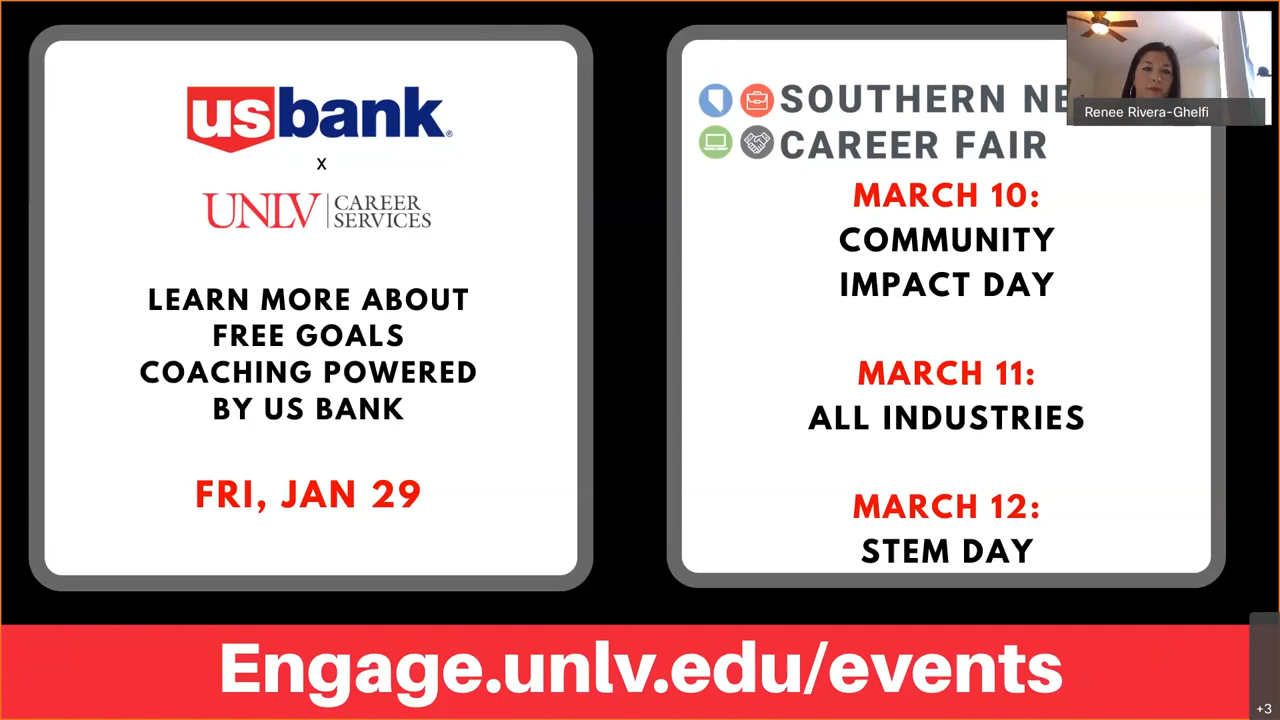 usbank®
x
UNLV | CAREER
SERVICES
LEARN MORE ABOUT
FREE GOALS
COACHING POWERED
BY US BANK
FRI, JAN 29
SOUTHERN NE
CAREER FAIR
MARCH 10:
COMMUNITY
IMPACT DAY
MARCH 11:
ALL INDUSTRIES
MARCH 12:
STEM DAY
Renee Rivera-Ghelfi
Engage.unlv.edu/events
+3